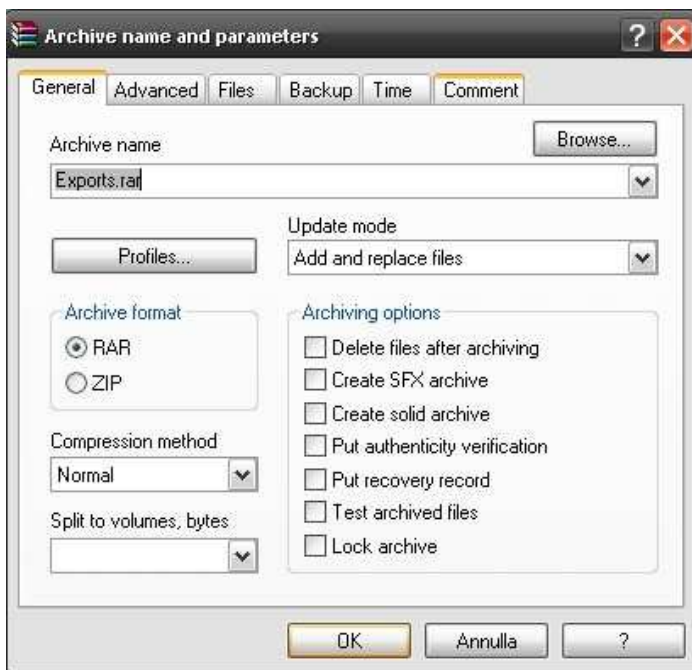 Archive name and parameters
?
General Advanced Files Backup Time Comment
Archive name
Browse...
Exports.rar
Update mode
Profiles...
Add and replace files
Archive format
RAR
ZIP
Archiving options
Delete files after archiving
Create SFX archive
Create solid archive
Put authenticity verification
Put recovery record
Test archived files
Lock archive
Compression method
Normal
Split to volumes, bytes
OK Annulla ?